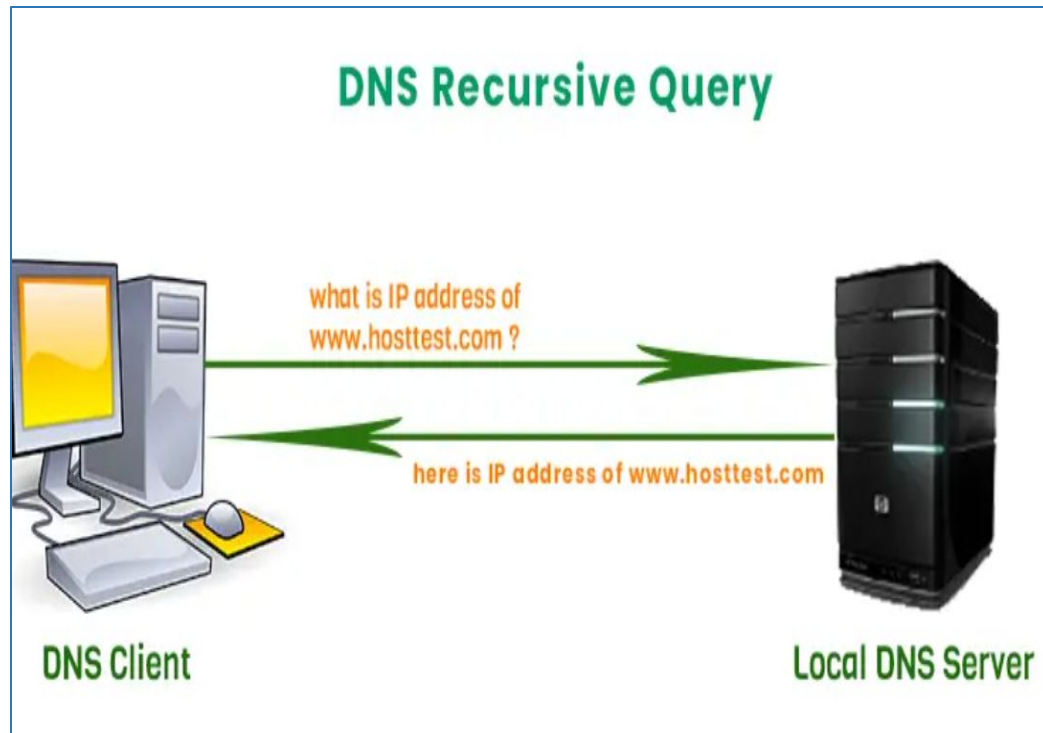 DNS Recursive Query
what is IP address of
www.hosttest.com ?
here is IP address of www.hosttest.com
DNS Client
Local DNS Server